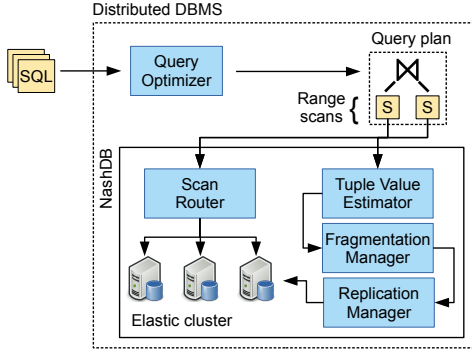 Distributed DBMS
SQL
Query
Optimizer
Query plan
Range
scans
S
S
NashDB
Scan
Router
Tuple Value
Estimator
Fragmentation
Manager
Replication
Manager
Elastic cluster